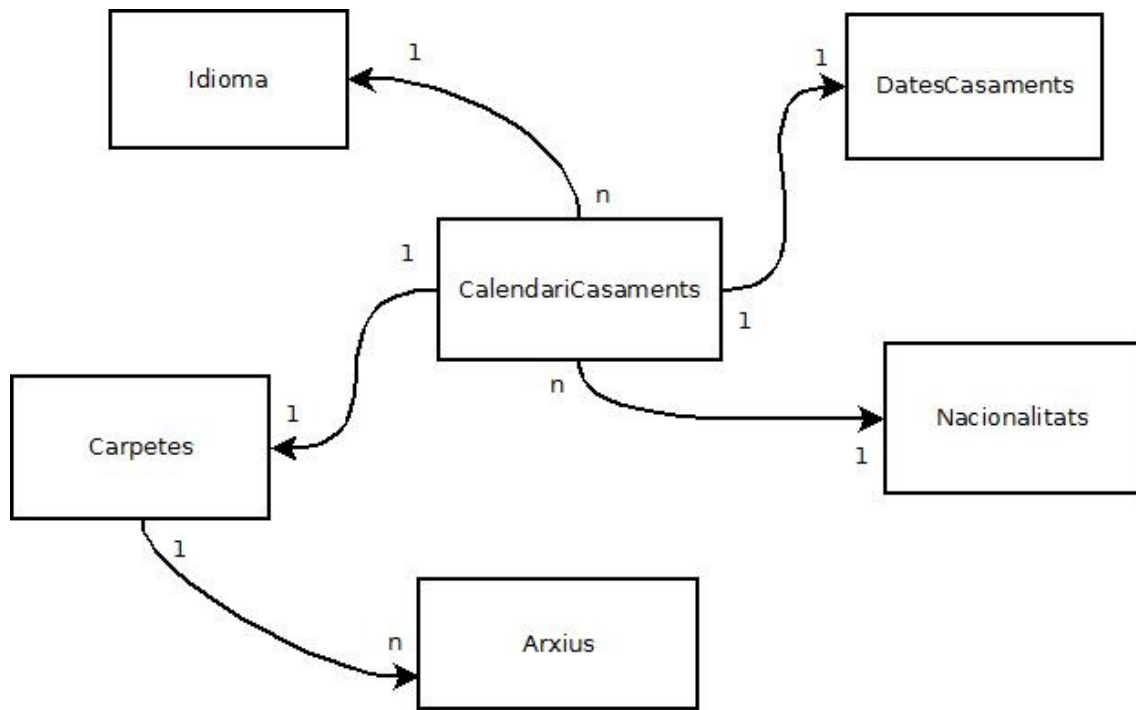 1
Idioma
1
DatesCasaments
n
1
CalendariCasaments
1
n
1
Nacionalitats
Carpetes
1
1
n
Arxius